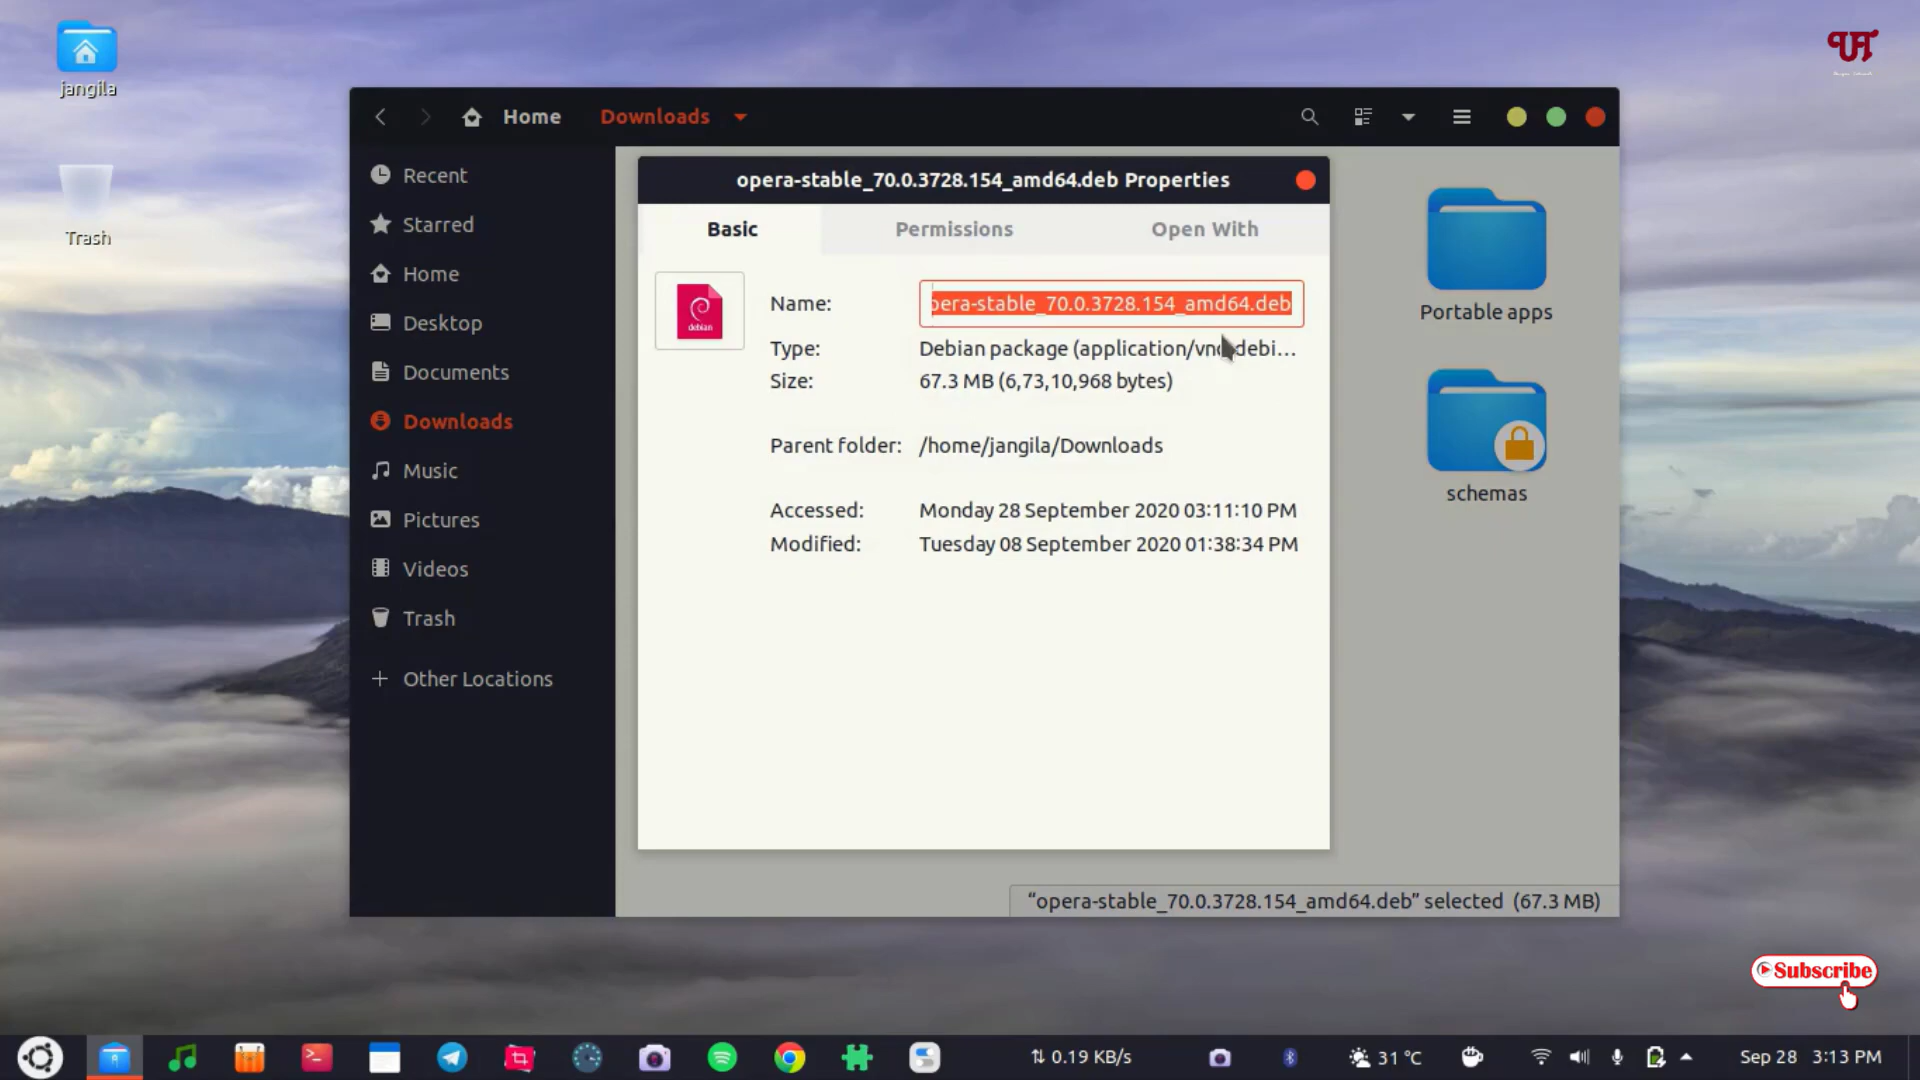 jangila
Trash
Home
Downloads
Recent
Starred
Home
Desktop
Documents
Downloads
Music
Pictures
Videos
Trash
Other Locations
opera-stable_70.0.3728.154_amd64.deb Properties
Basic
Permissions
Open With
debian
Name:
pera-stable_70.0.3728.154_amd64.deb
Type:
Debian package (application/vnd.debi...
Size:
67.3 MB (6,73,10,968 bytes)
Parent folder:
/home/jangila/Downloads
Accessed:
Monday 28 September 2020 03:11:10 PM
Modified:
Tuesday 08 September 2020 01:38:34 PM
Portable apps
schemas
“opera-stable_70.0.3728.154_amd64.deb” selected (67.3 MB)
Subscribe
0.19 KB/s
31 °C
Sep 28 3:13 PM